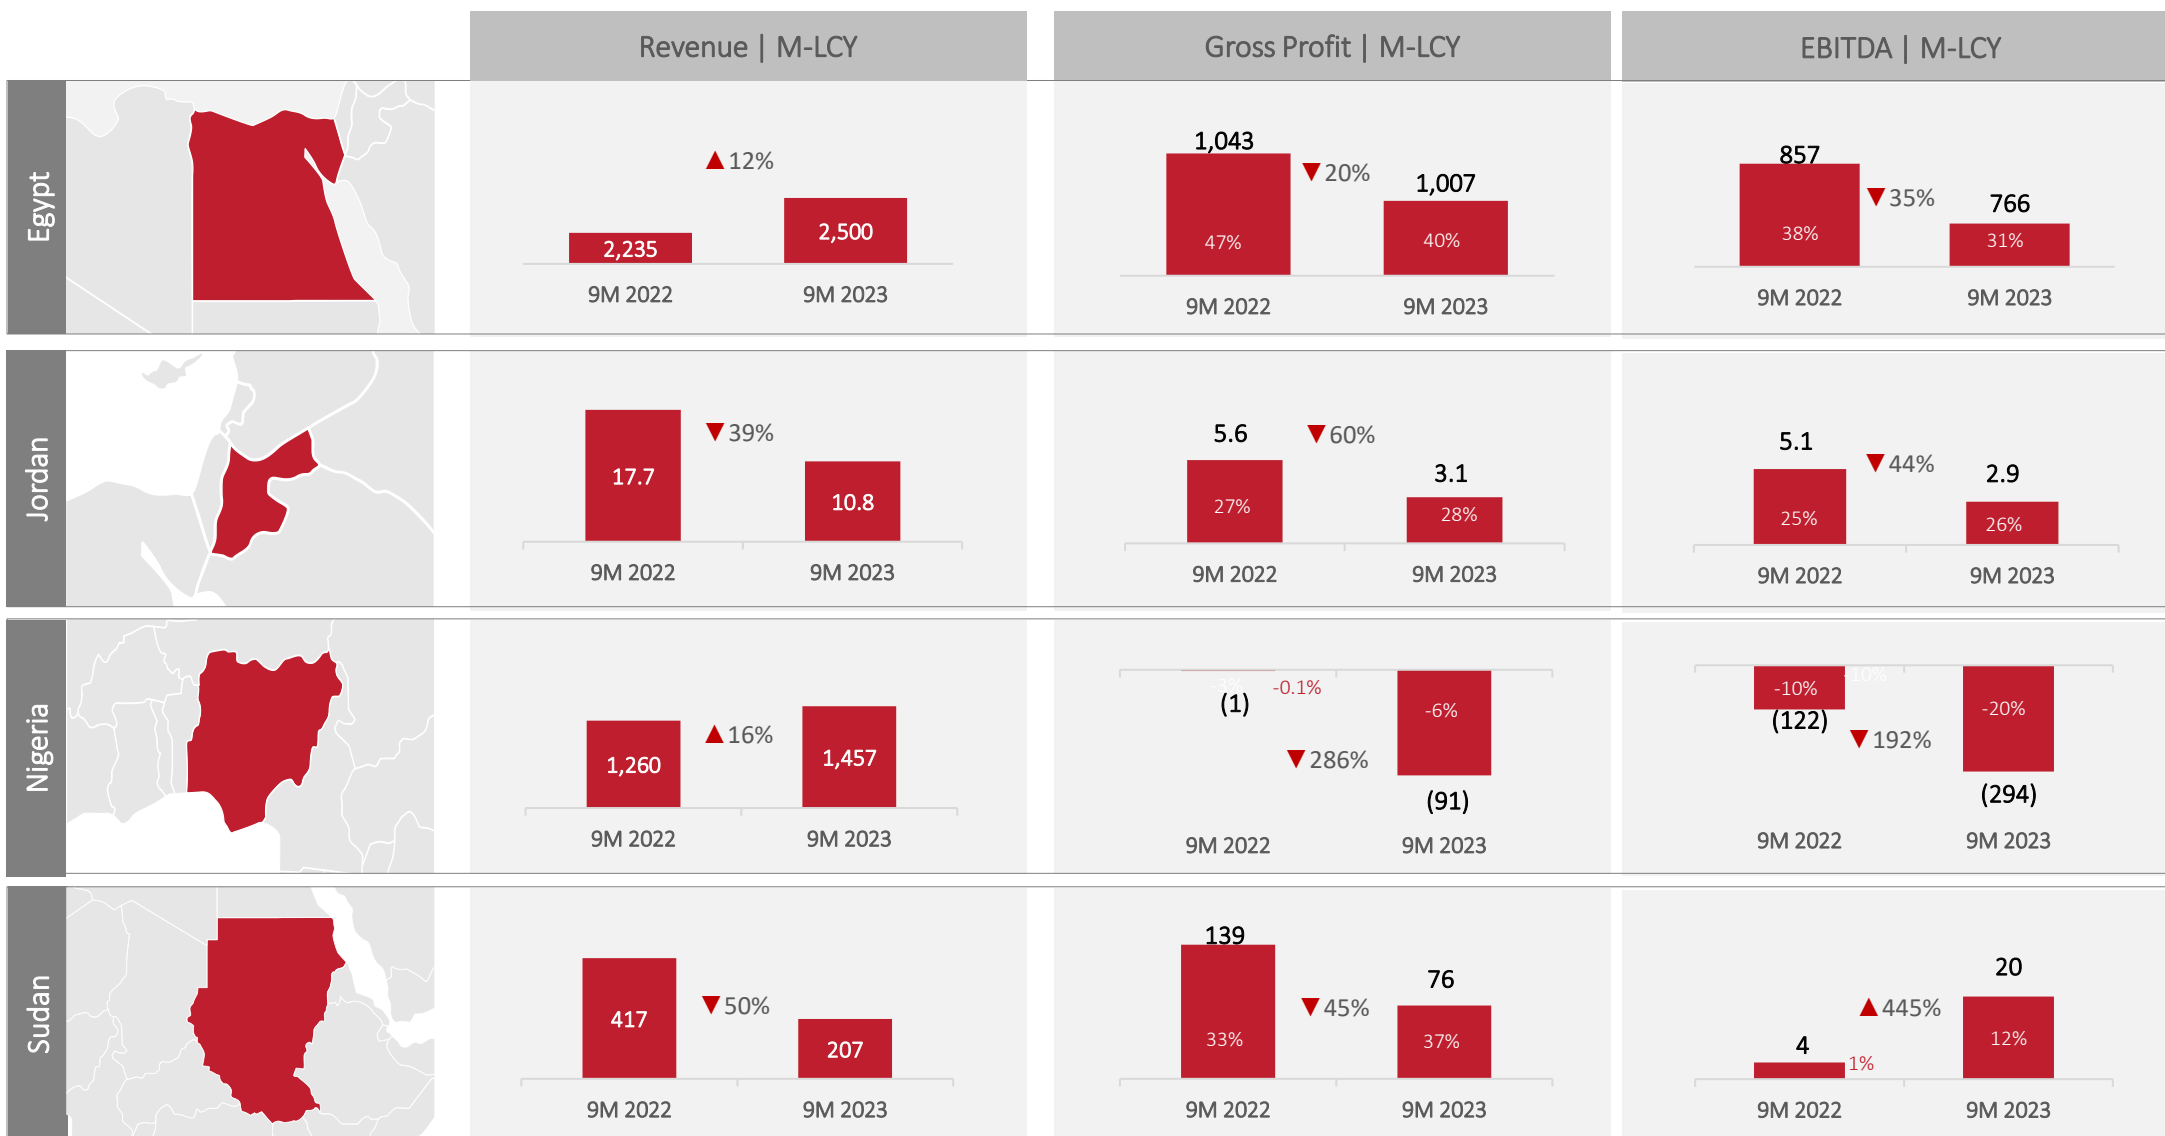 Revenue | M-LCY
Gross Profit | M-LCY
EBITDA | M-LCY
Egypt
▲12%
2,235
2,500
9M 2022
9M 2023
1,043
▼20%
1,007
47%
40%
9M 2022
9M 2023
857
▼35%
766
38%
31%
9M 2022
9M 2023
Jordan
▼39%
17.7
10.8
9M 2022
9M 2023
5.6
▼60%
3.1
27%
28%
9M 2022
9M 2023
5.1
▼44%
2.9
25%
26%
9M 2022
9M 2023
Nigeria
▲16%
1,260
1,457
9M 2022
9M 2023
-0.1%
(1)
-6%
▼286%
(91)
9M 2022
9M 2023
-10%
-10%
(122)
-20%
▼192%
(294)
9M 2022
9M 2023
Sudan
417
▼50%
207
9M 2022
9M 2023
139
76
▼45%
33%
37%
9M 2022
9M 2023
20
▲445%
4
1%
12%
9M 2022
9M 2023